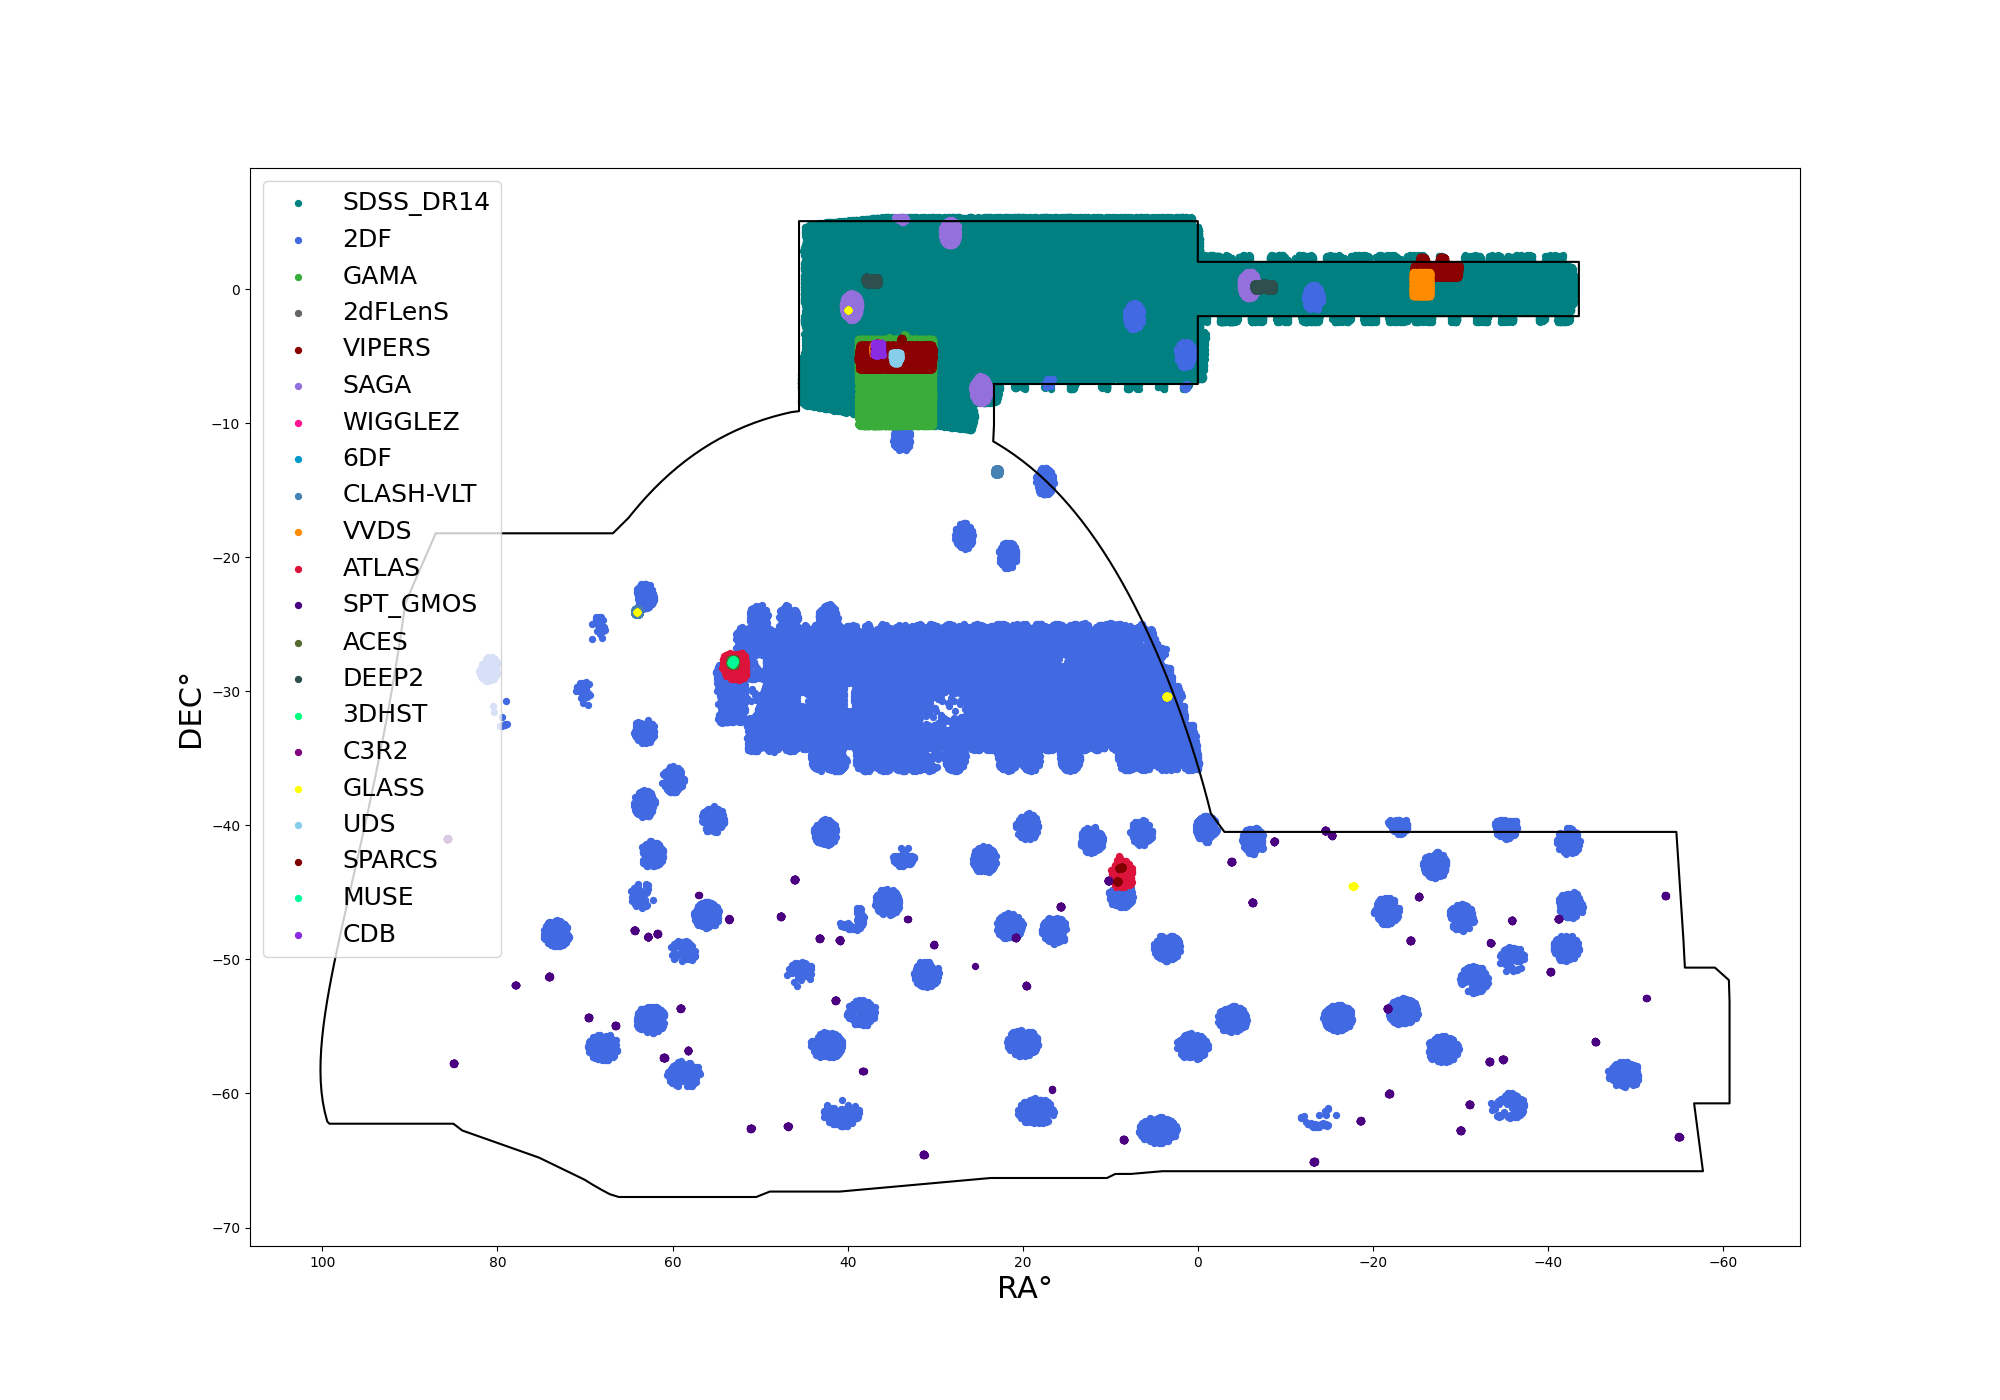 SDSS_DR14
2DF
GAMA
2dFLenS
VIPERS
SAGA
WIGGLEZ
6DF
CLASH-VLT
VVDS
ATLAS
SPT_GMOS
ACES
DEEP2
3DHST
C3R2
GLASS
UDS
SPARCS
MUSE
CDB
0
−10
−20
−30
−40
−50
−60
−70
DEC°
100 80 60 40 20 0 −20 −40 −60
RA°